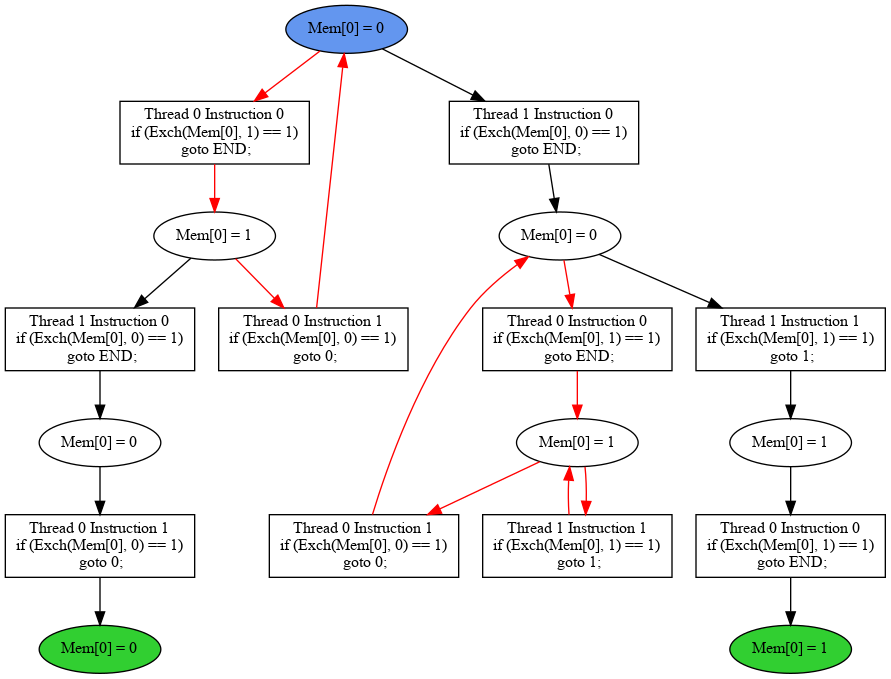 Mem[0] = 0
Thread 0 Instruction 0
if (Exch(Mem[0], 1) == 1)
goto END;
Thread 1 Instruction 0
if (Exch(Mem[0], 0) == 1)
goto END;
Mem[0] = 1
Mem[0] = 0
Thread 1 Instruction 0
if (Exch(Mem[0], 0) == 1)
goto END;
Thread 0 Instruction 1
if (Exch(Mem[0], 0) == 1)
goto 0;
Thread 0 Instruction 0
if (Exch(Mem[0], 1) == 1)
goto END;
Thread 1 Instruction 1
if (Exch(Mem[0], 1) == 1)
goto 1;
Mem[0] = 0
Mem[0] = 1
Mem[0] = 1
Thread 0 Instruction 1
if (Exch(Mem[0], 0) == 1)
goto 0;
Thread 0 Instruction 1
if (Exch(Mem[0], 0) == 1)
goto 0;
Thread 1 Instruction 1
if (Exch(Mem[0], 1) == 1)
goto 1;
Thread 0 Instruction 0
if (Exch(Mem[0], 1) == 1)
goto END;
Mem[0] = 0
Mem[0] = 1